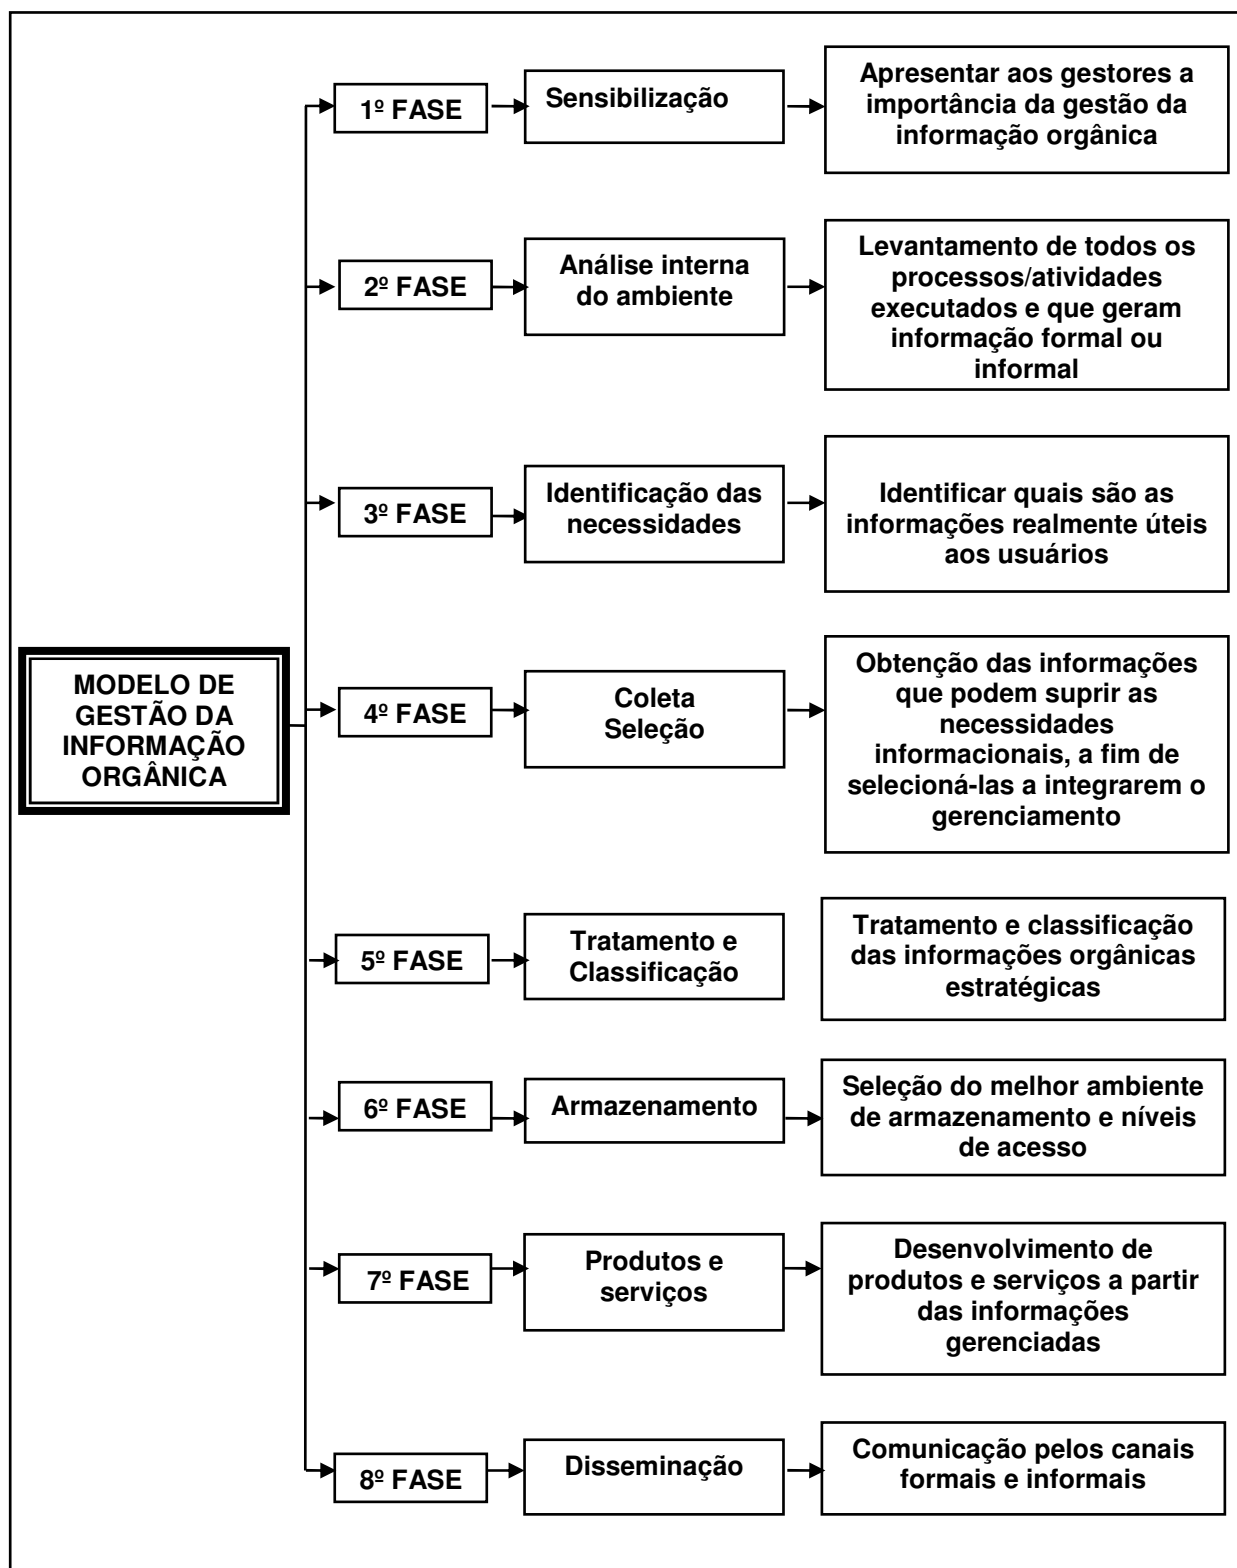 1º FASE
Sensibilização
Apresentar aos gestores a
importância da gestão da
informação orgânica
2º FASE
Análise interna
do ambiente
Levantamento de todos os
processos/atividades
executados e que geram
informação formal ou
informal
3º FASE
Identificação das
necessidades
Identificar quais são as
informações realmente úteis
aos usuários
MODELO DE
GESTÃO DA
INFORMAÇÃO
ORGÂNICA
4º FASE
Coleta
Seleção
Obtenção das informações
que podem suprir as
necessidades
informacionais, a fim de
selecioná-las a integrarem o
gerenciamento
5º FASE
Tratamento e
Classificação
Tratamento e classificação
das informações orgânicas
estratégicas
6º FASE
Armazenamento
Seleção do melhor ambiente
de armazenamento e níveis
de acesso
7º FASE
Produtos e
serviços
Desenvolvimento de
produtos e serviços a partir
das informações
gerenciadas
8º FASE
Disseminação
Comunicação pelos canais
formais e informais